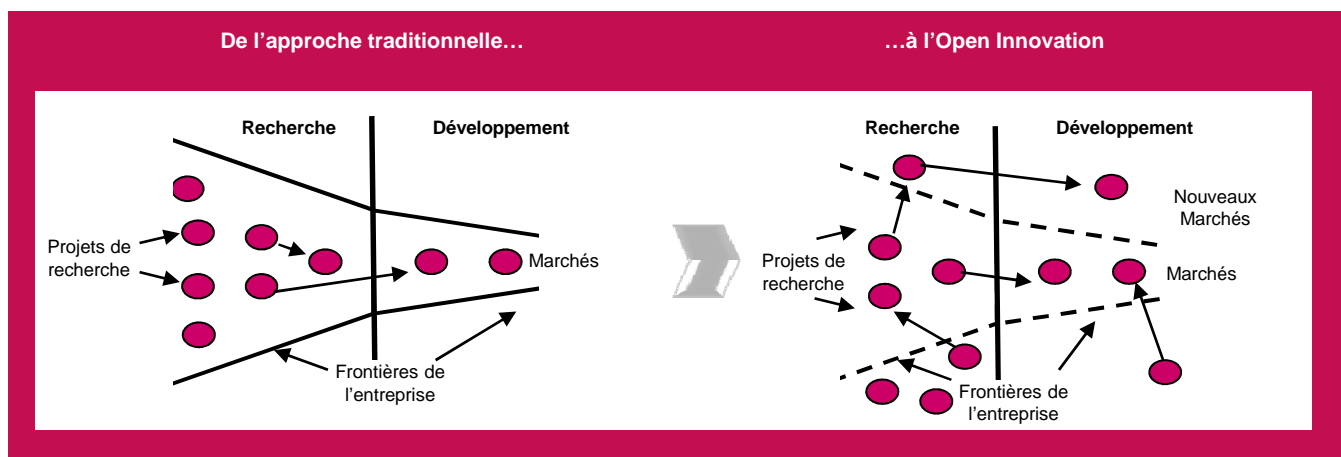 De l’approche traditionnelle…
…à l’Open Innovation
Recherche
Développement
Projets de
recherche
Marchés
Frontières de
l’entreprise
Recherche
Développement
Nouveaux
Marchés
Projets de
recherche
Marchés
Frontières de
l’entreprise